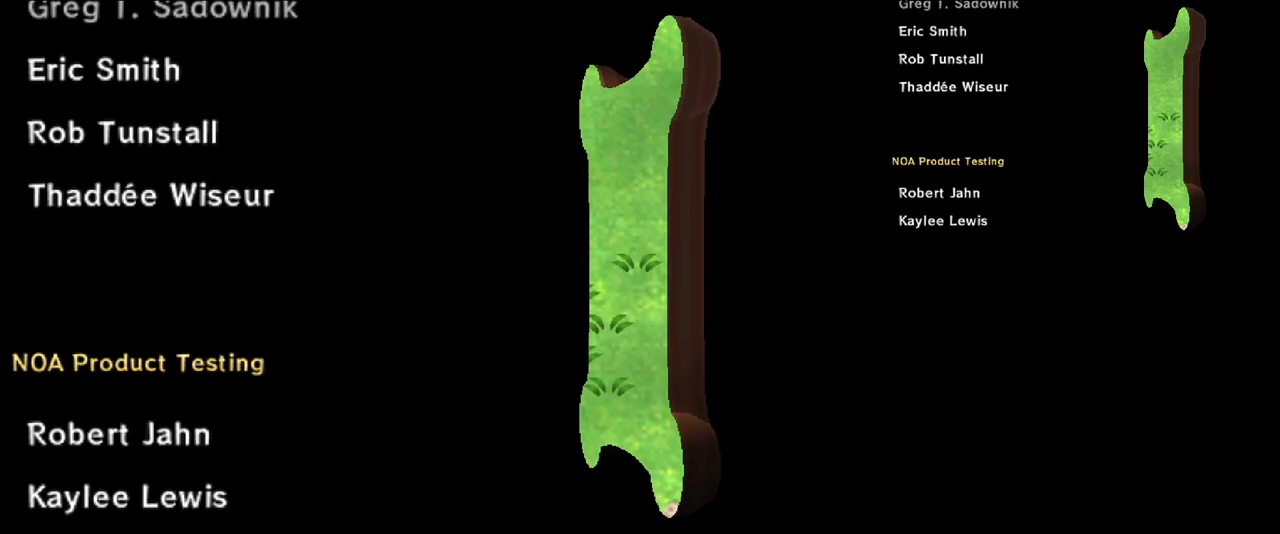 Greg T. Sadownik
Eric Smith
Rob Tunstall
Thaddée Wiseur
NOA Product Testing
Robert Jahn
Kaylee Lewis
Greg T. Sadownik
Eric Smith
Rob Tunstall
Thaddée Wiseur
NOA Product Testing
Robert Jahn
Kaylee Lewis